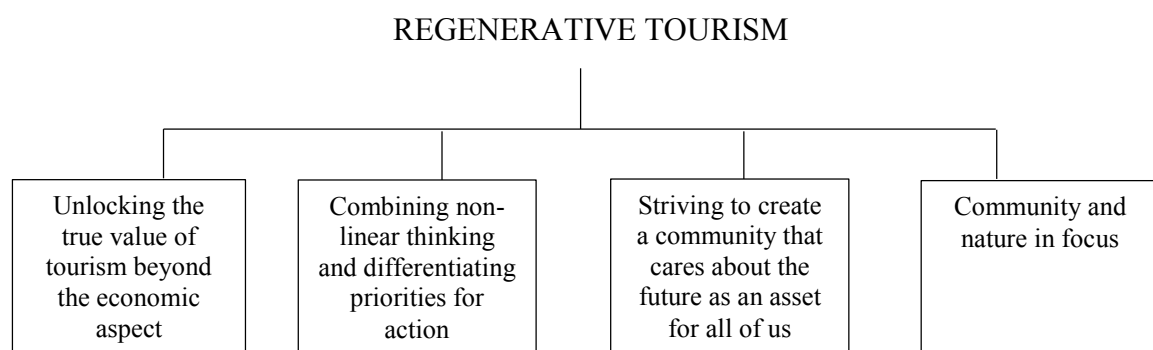 REGENERATIVE TOURISM
Unlocking the
true value of
tourism beyond
the economic
aspect
Combining non-
linear thinking
and differentiating
priorities for
action
Striving to create
a community that
cares about the
future as an asset
for all of us
Community and
nature in focus